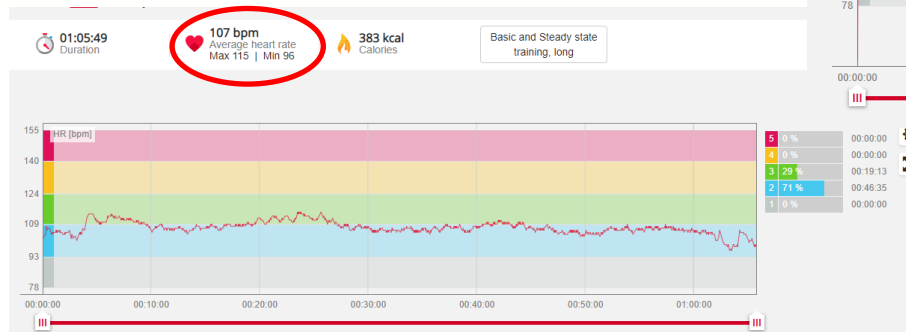 78
01:05:49
Duration
107 bpm
Average heart rate
Max 115 | Min 96
383 kcal
Calories
Basic and Steady state
training, long
00:00:00
155
HR [bpm]
140
124
109
93
78
5 0 % 00:00:00
4 0 % 00:00:00
3 29 % 00:19:13
2 71 % 00:46:35
1 0 % 00:00:00
00:00:00 00:10:00 00:20:00 00:30:00 00:40:00 00:50:00 01:00:00